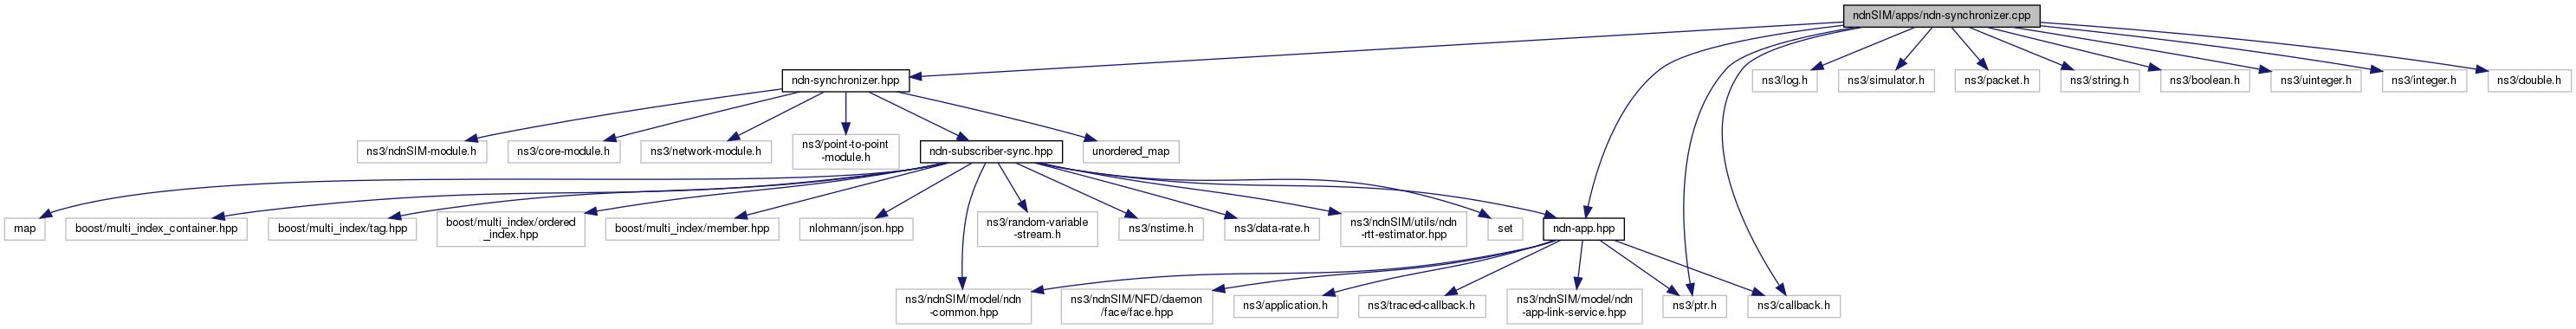 ndnSIM/apps/ndn-synchronizer.cpp
ndn-synchronizer.hpp
ns3/log.h
ns3/simulator.h
ns3/packet.h
ns3/string.h
ns3/boolean.h
ns3/uinteger.h
ns3/integer.h
ns3/double.h
ns3/ndnSIM-module.h
ns3/core-module.h
ns3/network-module.h
ns3/point-to-point
-module.h
ndn-subscriber-sync.hpp
unordered_map
map
boost/multi_index_container.hpp
boost/multi_index/tag.hpp
boost/multi_index/ordered
_index.hpp
boost/multi_index/member.hpp
nlohmann/json.hpp
ns3/random-variable
-stream.h
ns3/nstime.h
ns3/data-rate.h
ns3/ndnSIM/utils/ndn
-rtt-estimator.hpp
set
ndn-app.hpp
ns3/ndnSIM/model/ndn
-common.hpp
ns3/ndnSIM/NFD/daemon
/face/face.hpp
ns3/application.h
ns3/traced-callback.h
ns3/ndnSIM/model/ndn
-app-link-service.hpp
ns3/ptr.h
ns3/callback.h